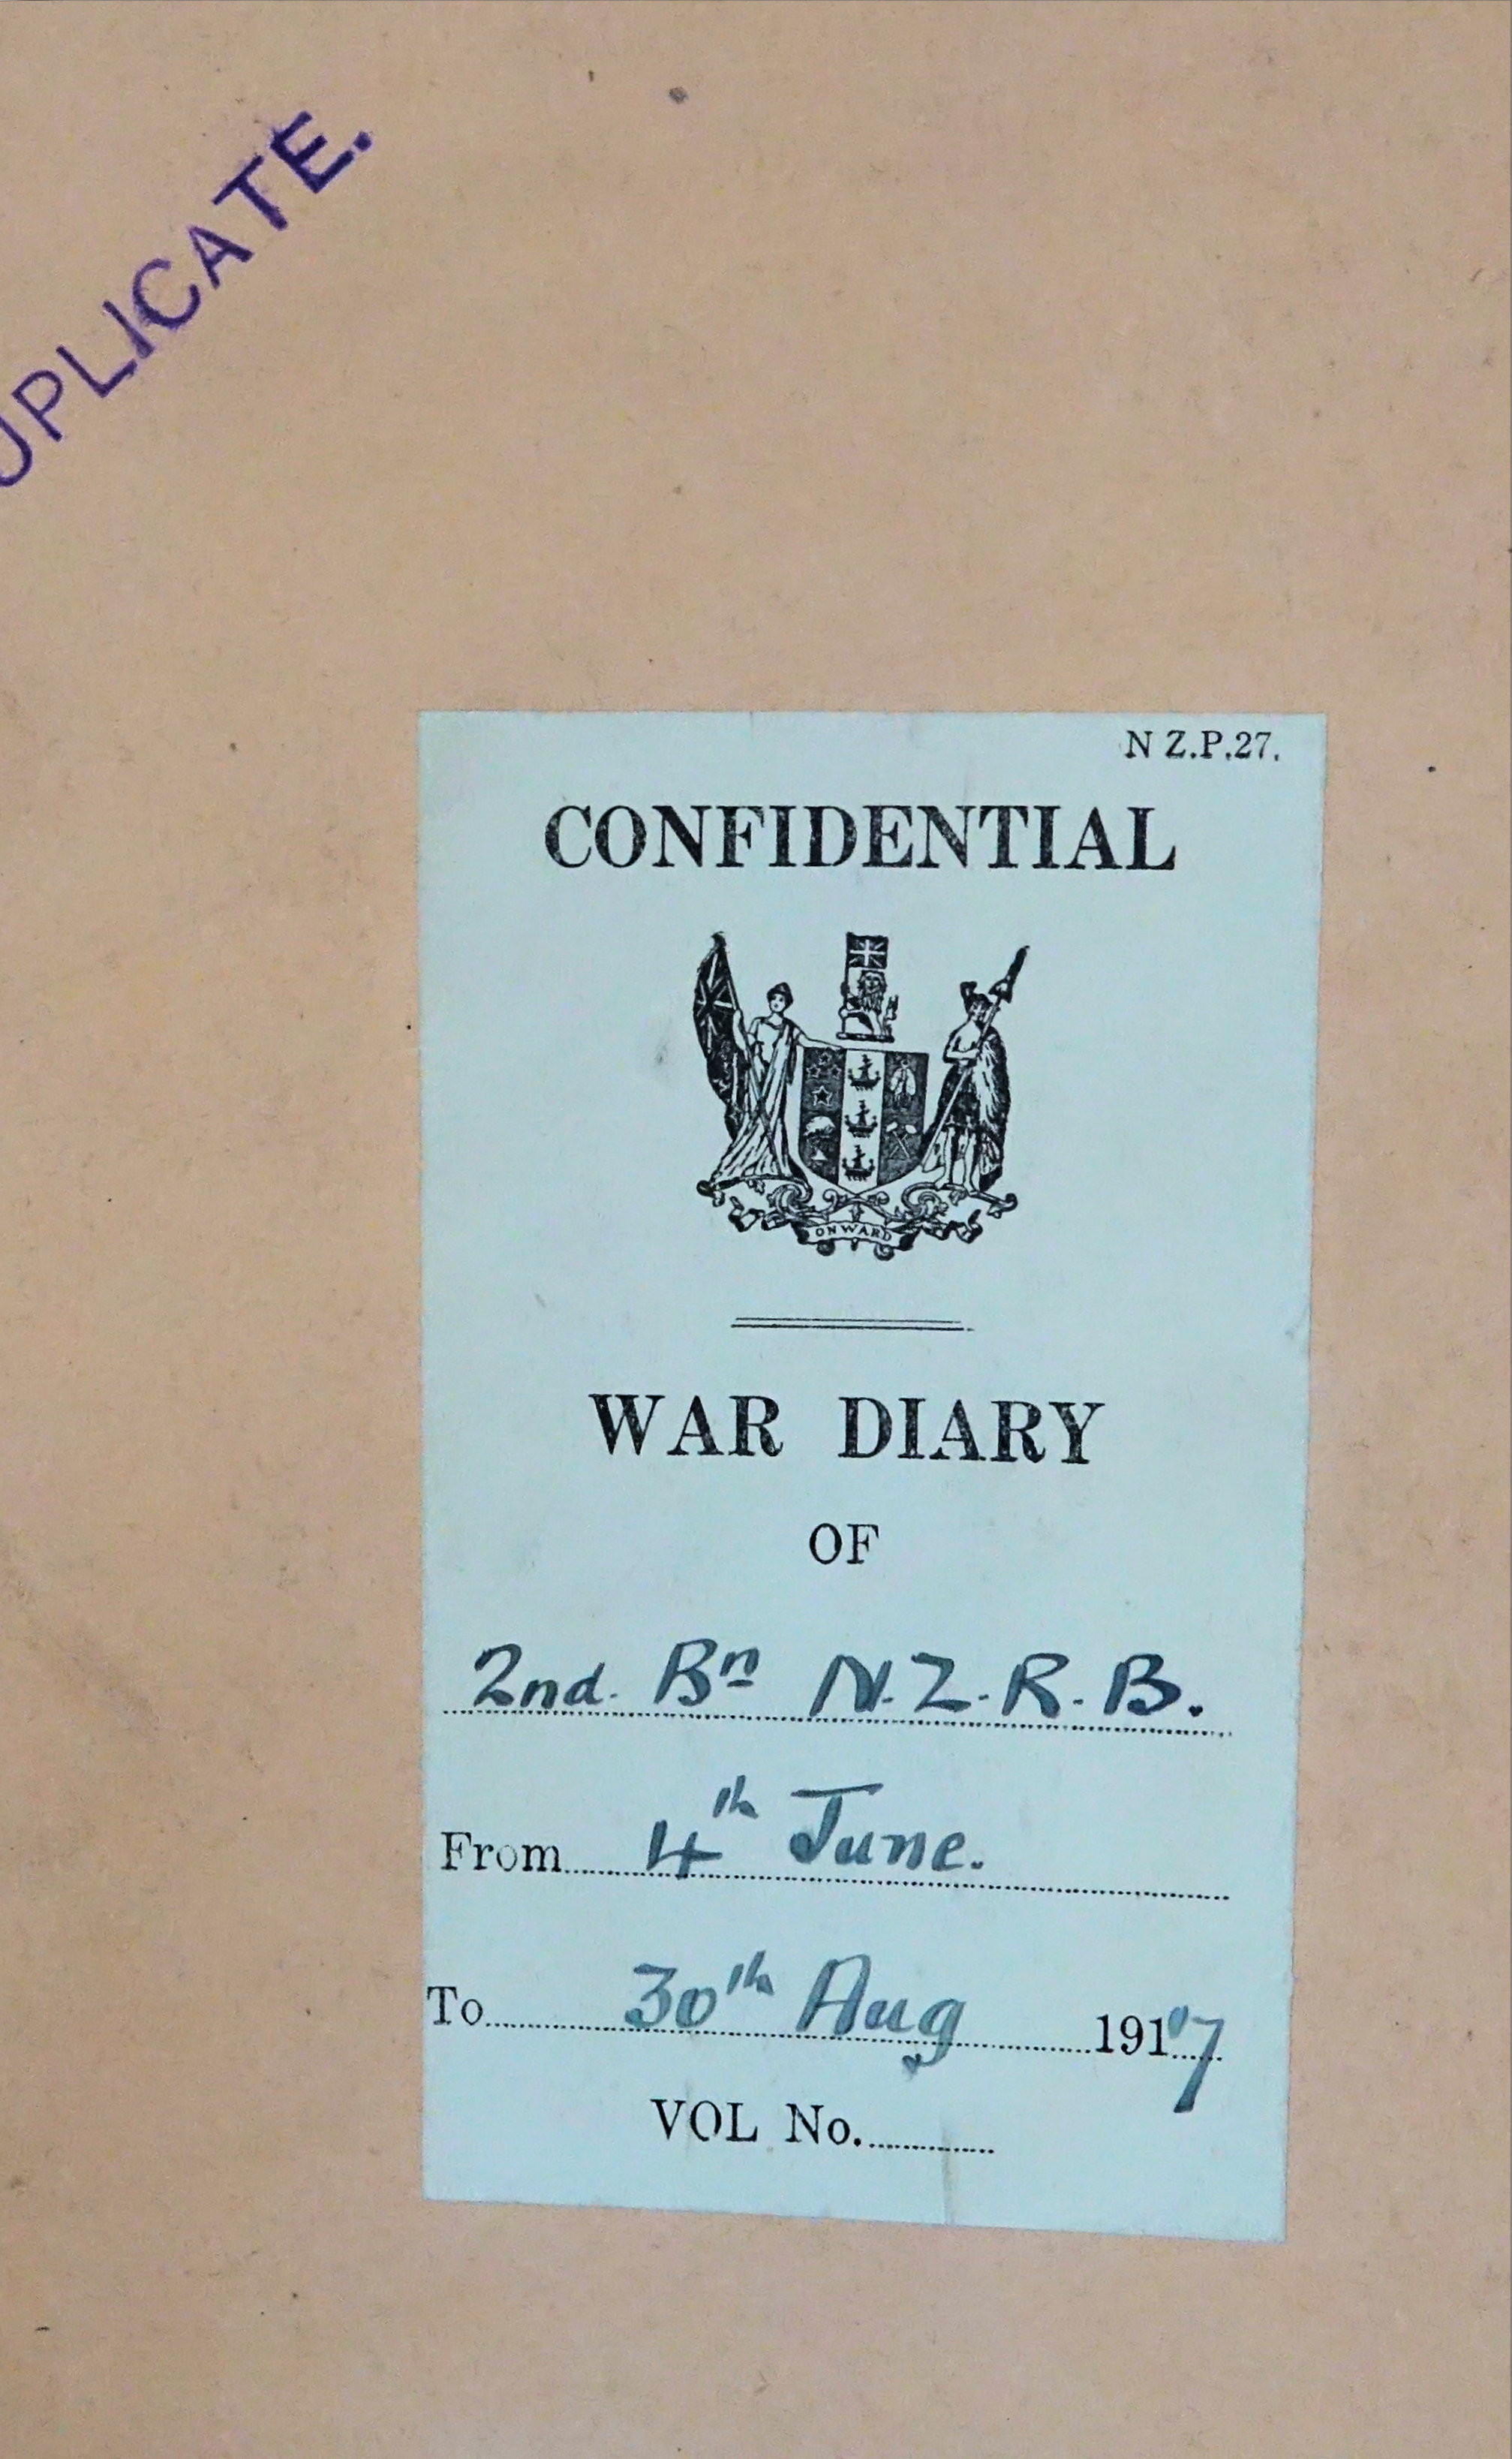 UPLICATE.
N Z.P.27.
CONFIDENTIAL
ONWARD
WAR DIARY
OF
2nd. Bn N.Z.R.B.
From 4th June.
To 30th Aug 1917
VOL No.